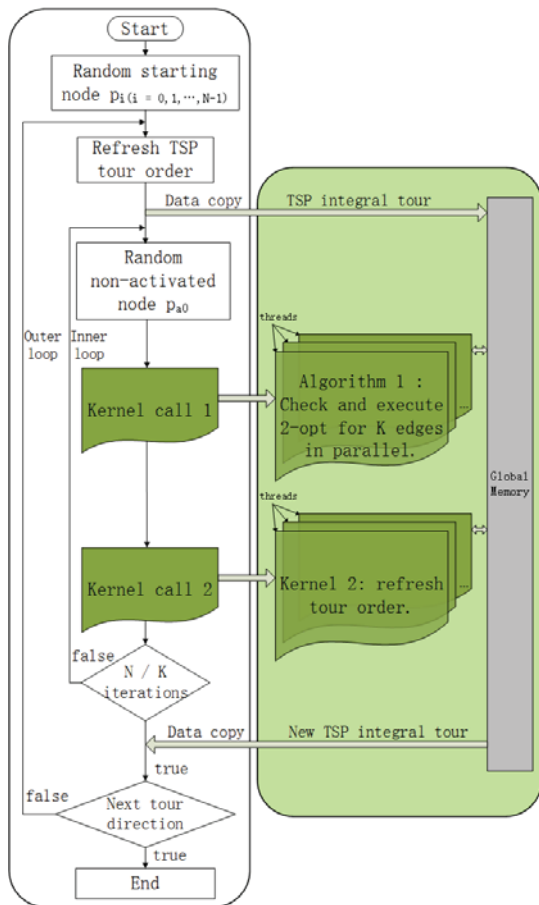 Start
Random starting
node pi(i = 0,1,…,N-1)
Refresh TSP
tour order
Data copy
TSP integral tour
Random
non-activated
node pa0
Outer
loop
Inner
loop
threads
Kernel call 1
Algorithm 1 :
Check and execute
2-opt for K edges
in parallel.
...
Global
Memory
threads
Kernel call 2
Kernel 2: refresh
tour order.
...
false
N / K
iterations
Data copy
New TSP integral tour
true
false
Next tour
direction
true
End